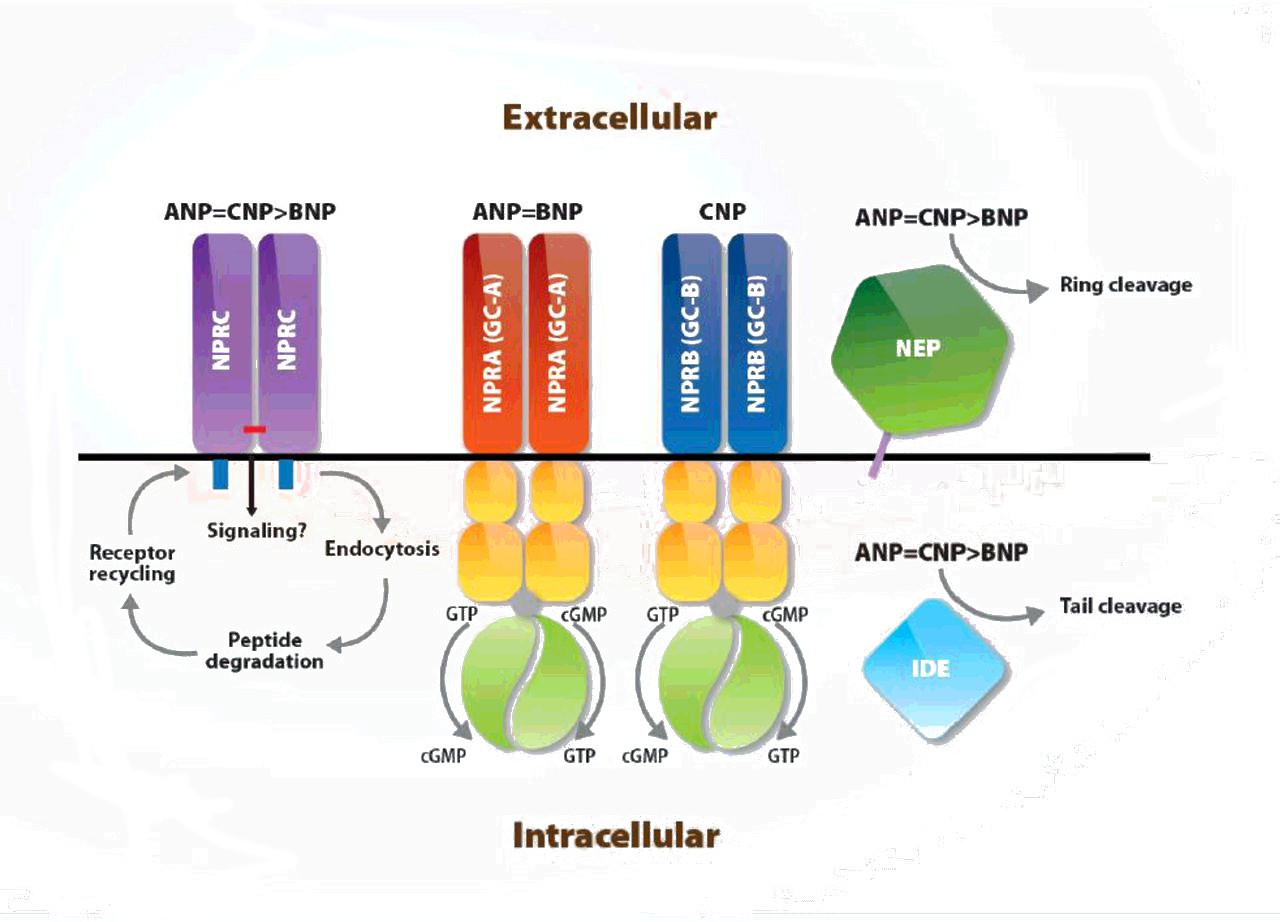 Extracellular
ANP=CNP>BNP
ANP=BNP
CNP
ANP=CNP>BNP
Ring cleavage
NPRC
NPRC
NPRA (GC-A)
NPRA (GC-A)
NPRB (GC-B)
NPRB (GC-B)
NEP
Signaling?
Endocytosis
Receptor
recycling
Peptide
degradation
GTP
cGMP
GTP
cGMP
cGMP
GTP
cGMP
GTP
ANP=CNP>BNP
Tail cleavage
IDE
Intracellular